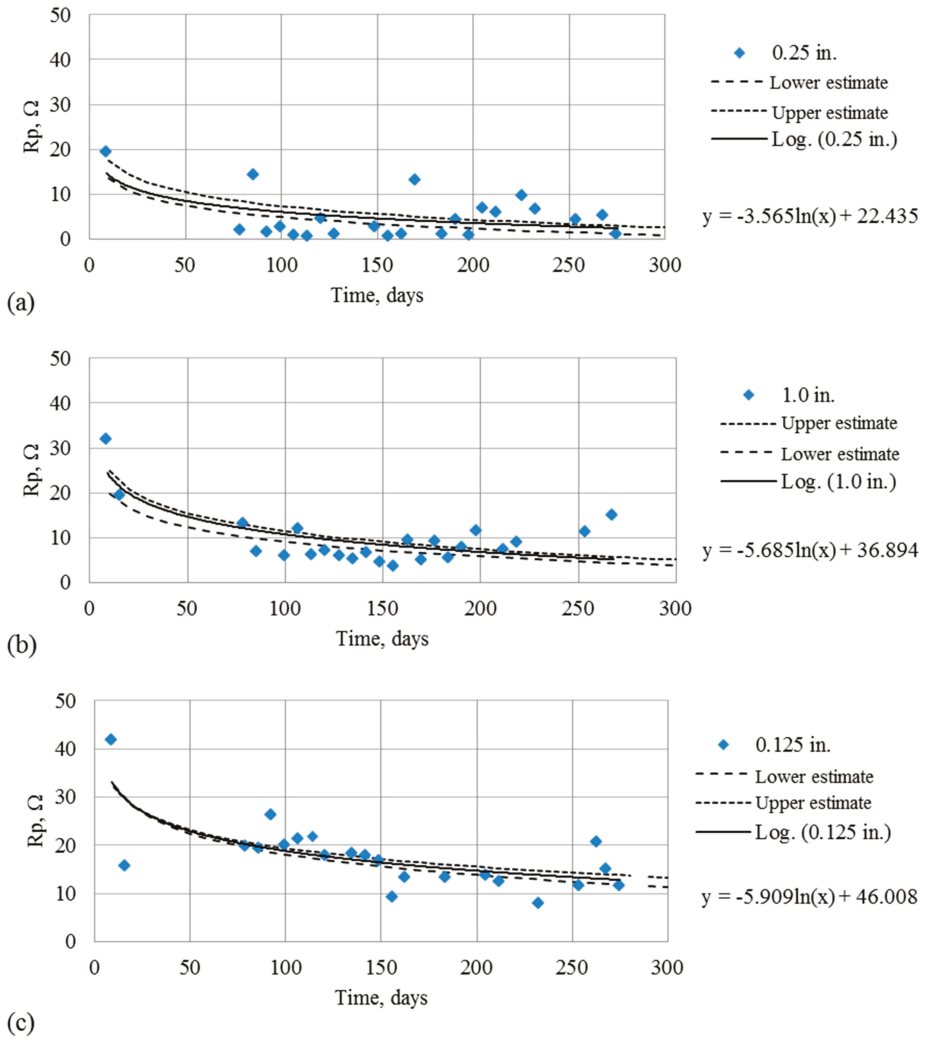 50
40
30
20
10
0
Rp, Ω
0 50 100 150 200 250 300
Time, days
0.25 in.
Lower estimate
Upper estimate
Log. (0.25 in.)
y = -3.565ln(x) + 22.435
(a)
50
40
30
20
10
0
Rp, Ω
0 50 100 150 200 250 300
Time, days
1.0 in.
Upper estimate
Lower estimate
Log. (1.0 in.)
y = -5.685ln(x) + 36.894
(b)
50
40
30
20
10
0
Rp, Ω
0 50 100 150 200 250 300
Time, days
0.125 in.
Lower estimate
Upper estimate
Log. (0.125 in.)
y = -5.909ln(x) + 46.008
(c)